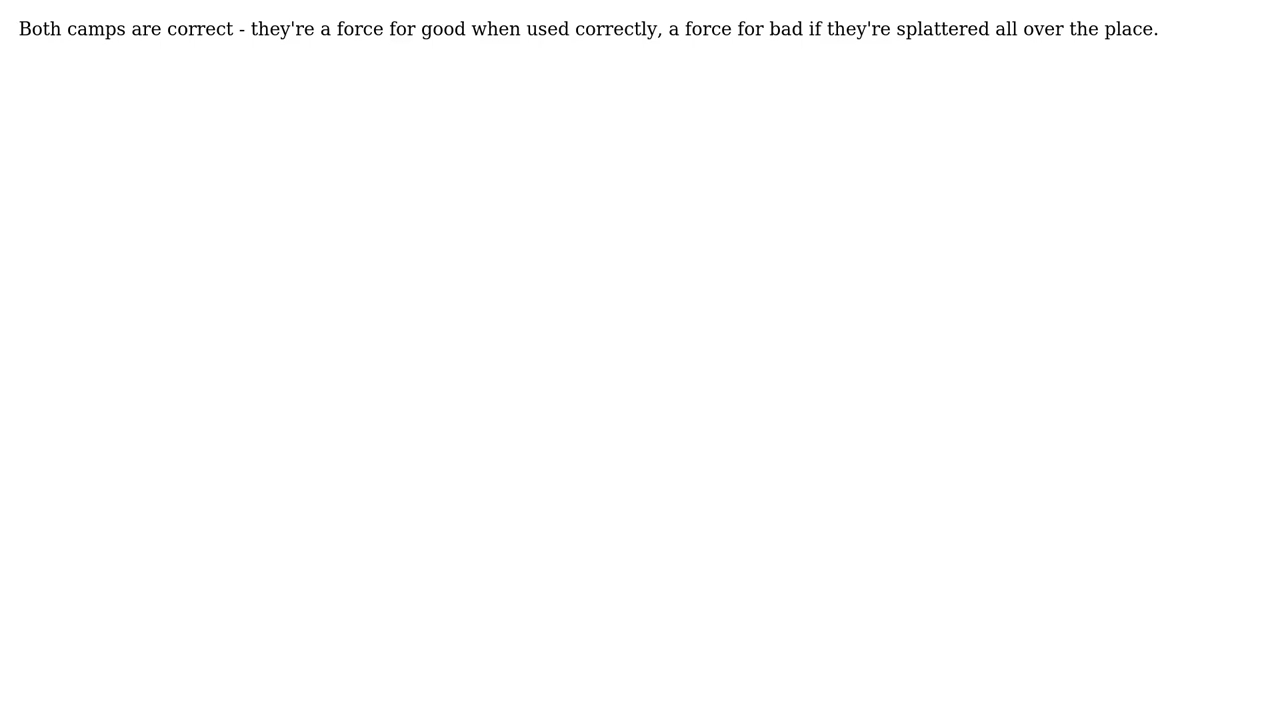 Both camps are correct - they're a force for good when used correctly, a force for bad if they're splattered all over the place.